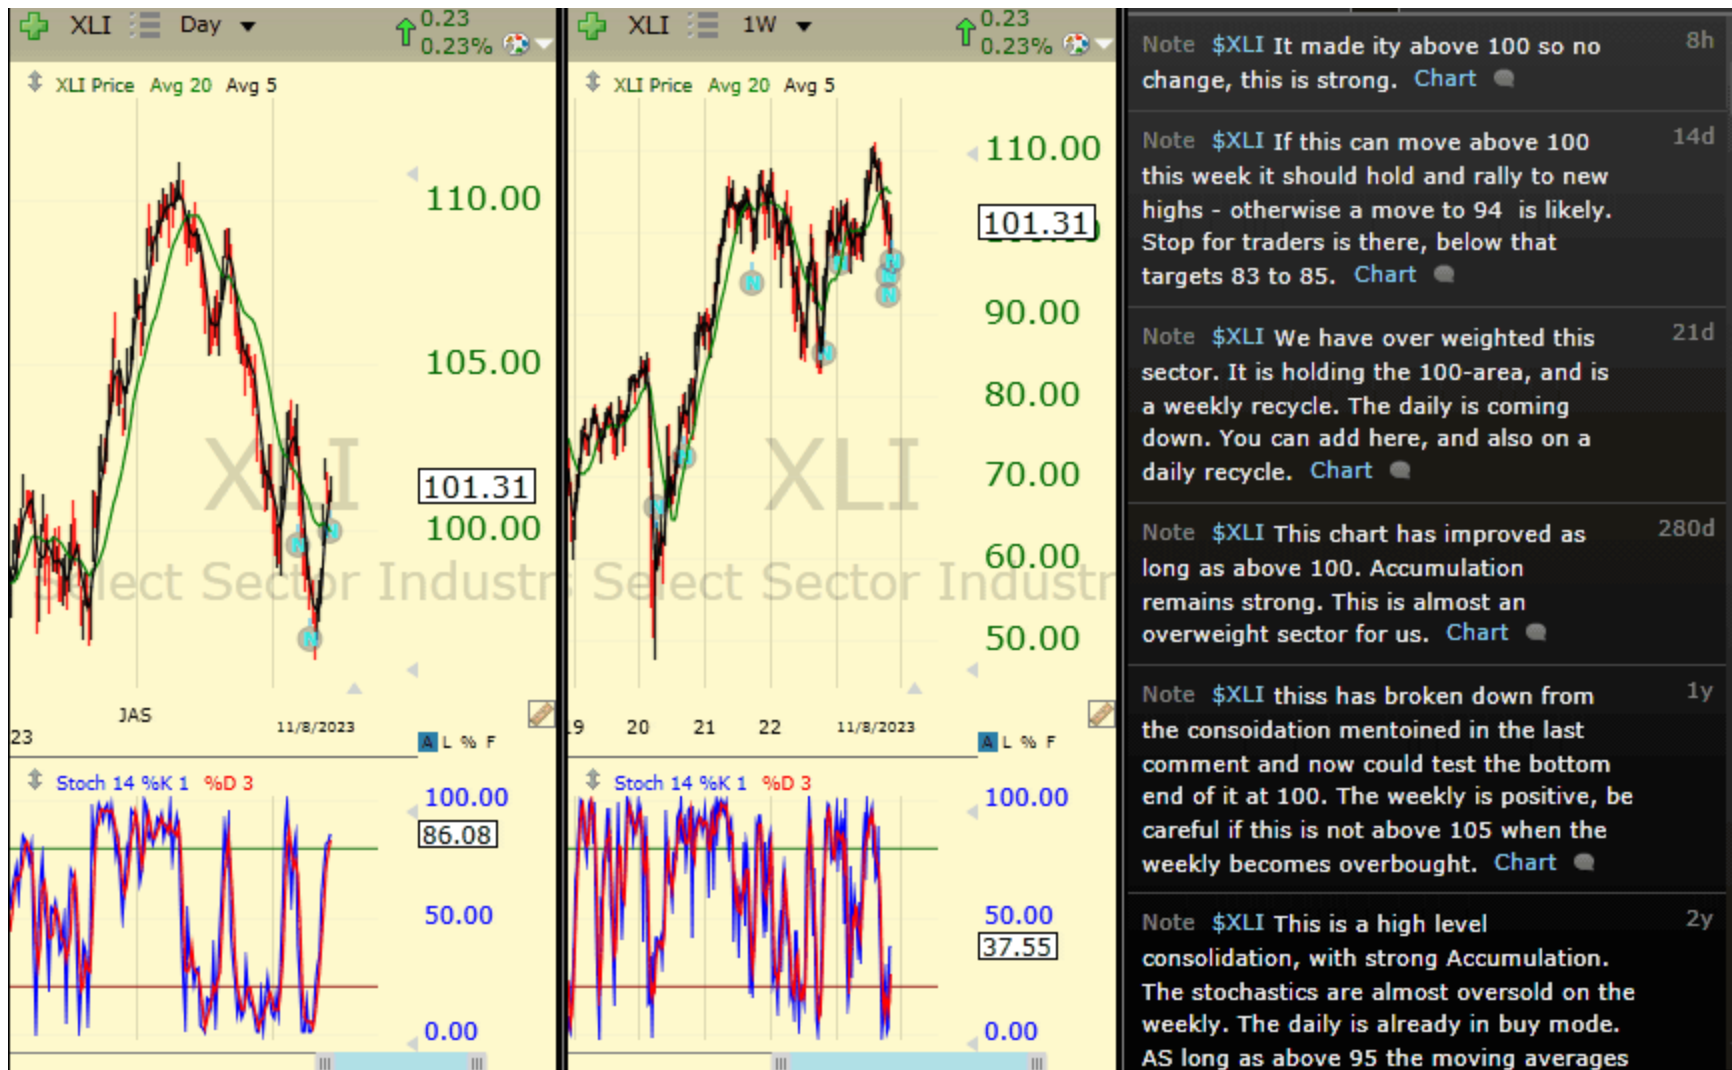 XLI Day
0.23
0.23%
XLI Price Avg 20 Avg 5
110.00
105.00
101.31
100.00
XLI
Select Sector Industr
N
N
N
JAS
23
11/8/2023
A L % F
Stoch 14 %K 1 %D 3
100.00
86.08
50.00
0.00
XLI 1W
0.23
0.23%
XLI Price Avg 20 Avg 5
110.00
101.31
90.00
80.00
70.00
60.00
50.00
XLI
Select Sector Industr
N
N
N
N
N
N
N
N
19 20 21 22 11/8/2023
A L % F
Stoch 14 %K 1 %D 3
100.00
50.00
37.55
0.00
Note $XLI It made ity above 100 so no 8h
change, this is strong. Chart
Note $XLI If this can move above 100 14d
this week it should hold and rally to new
highs - otherwise a move to 94 is likely.
Stop for traders is there, below that
targets 83 to 85. Chart
Note $XLI We have over weighted this 21d
sector. It is holding the 100-area, and is
a weekly recycle. The daily is coming
down. You can add here, and also on a
daily recycle. Chart
Note $XLI This chart has improved as 280d
long as above 100. Accumulation
remains strong. This is almost an
overweight sector for us. Chart
Note $XLI thiss has broken down from 1y
the consoidation mentoined in the last
comment and now could test the bottom
end of it at 100. The weekly is positive, be
careful if this is not above 105 when the
weekly becomes overbought. Chart
Note $XLI This is a high level 2y
consolidation, with strong Accumulation.
The stochastics are almost oversold on the
weekly. The daily is already in buy mode.
AS long as above 95 the moving averages